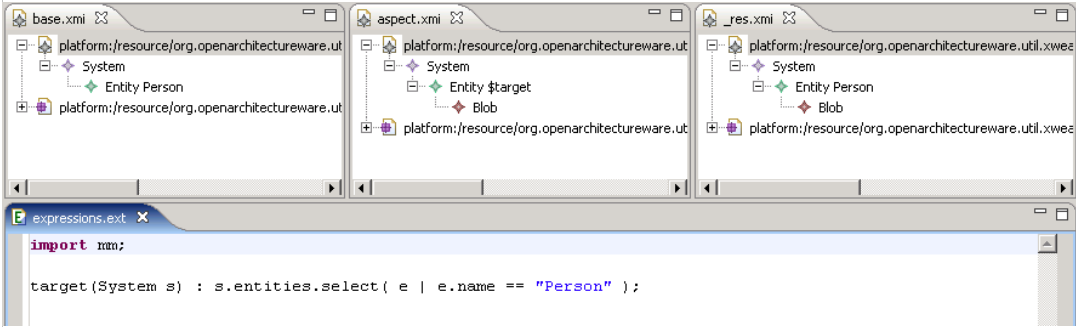 base.xmi
platform:/resource/org.openarchitectureware.ut
System
Entity Person
platform:/resource/org.openarchitectureware.ut
aspect.xmi
platform:/resource/org.openarchitectureware.ut
System
Entity $target
Blob
platform:/resource/org.openarchitectureware.ut
_res.xmi
platform:/resource/org.openarchitectureware.util.xwea
System
Entity Person
Blob
platform:/resource/org.openarchitectureware.util.xwea
expressions.ext
import mm;
target(System s) : s.entities.select( e | e.name == "Person" );